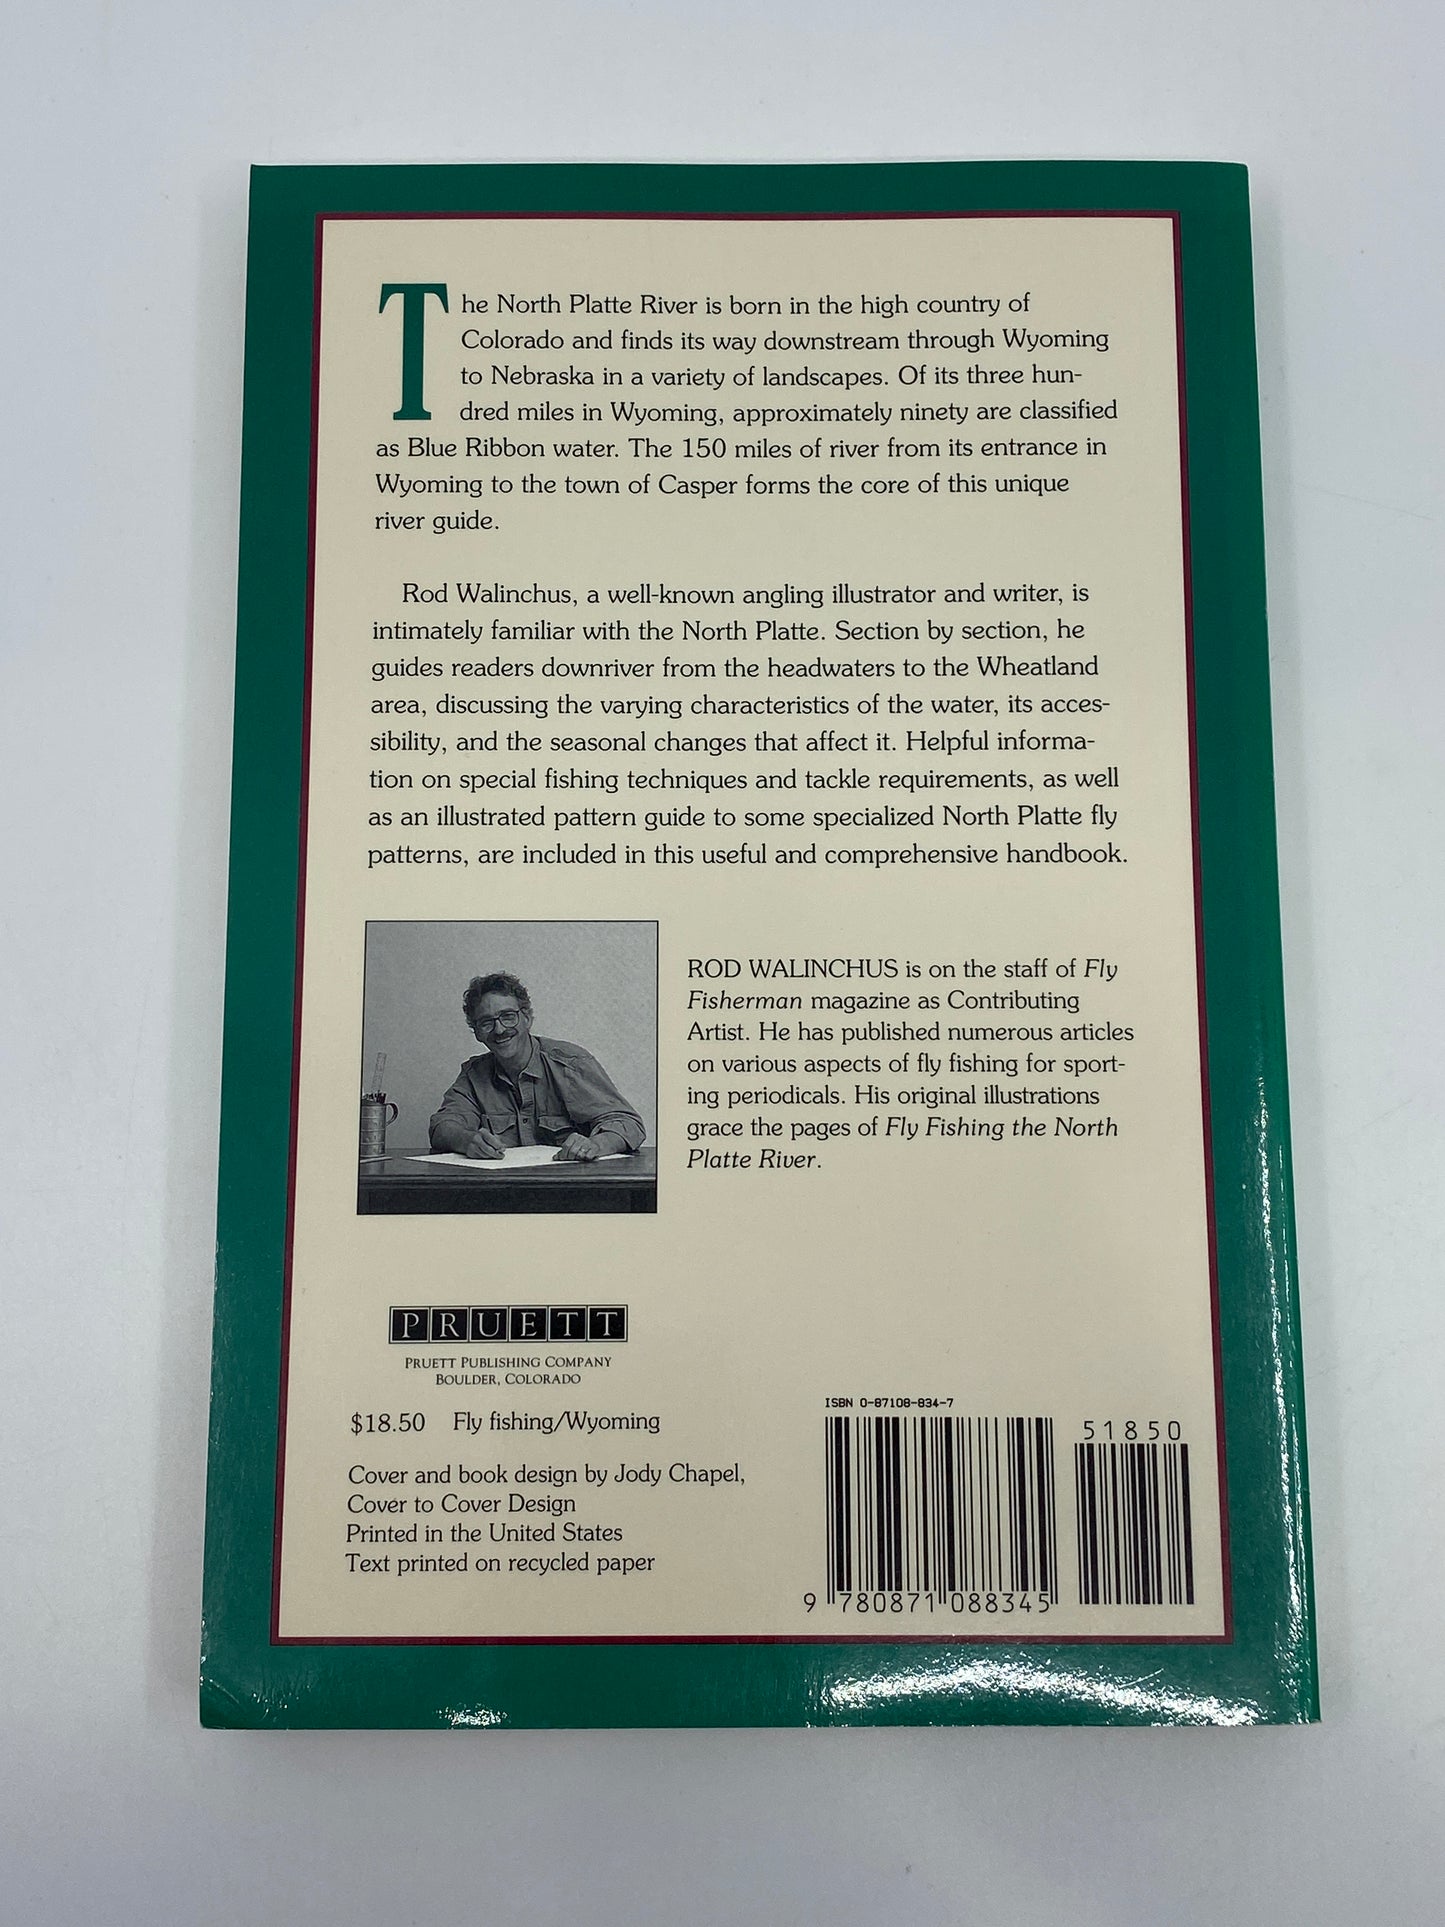 The North Platte River is born in the high country of
Colorado and finds its way downstream through Wyoming
to Nebraska in a variety of landscapes. Of its three hun-
dred miles in Wyoming, approximately ninety are classified
as Blue Ribbon water. The 150 miles of river from its entrance in
Wyoming to the town of Casper forms the core of this unique
river guide.
Rod Walinchus, a well-known angling illustrator and writer, is
intimately familiar with the North Platte. Section by section, he
guides readers downriver from the headwaters to the Wheatland
area, discussing the varying characteristics of the water, its acces-
sibility, and the seasonal changes that affect it. Helpful informa-
tion on special fishing techniques and tackle requirements, as well
as an illustrated pattern guide to some specialized North Platte fly
patterns, are included in this useful and comprehensive handbook.
ROD WALINCHUS is on the staff of Fly
Fisherman magazine as Contributing
Artist. He has published numerous articles
on various aspects of fly fishing for sport-
ing periodicals. His original illustrations
grace the pages of Fly Fishing the North
Platte River.
PRUETT
PRUETT PUBLISHING COMPANY
BOULDER, COLORADO
$18.50 Fly fishing/Wyoming
Cover and book design by Jody Chapel,
Cover to Cover Design
Printed in the United States
Text printed on recycled paper
ISBN 0-87108-834-7
51850
9 780871 088345